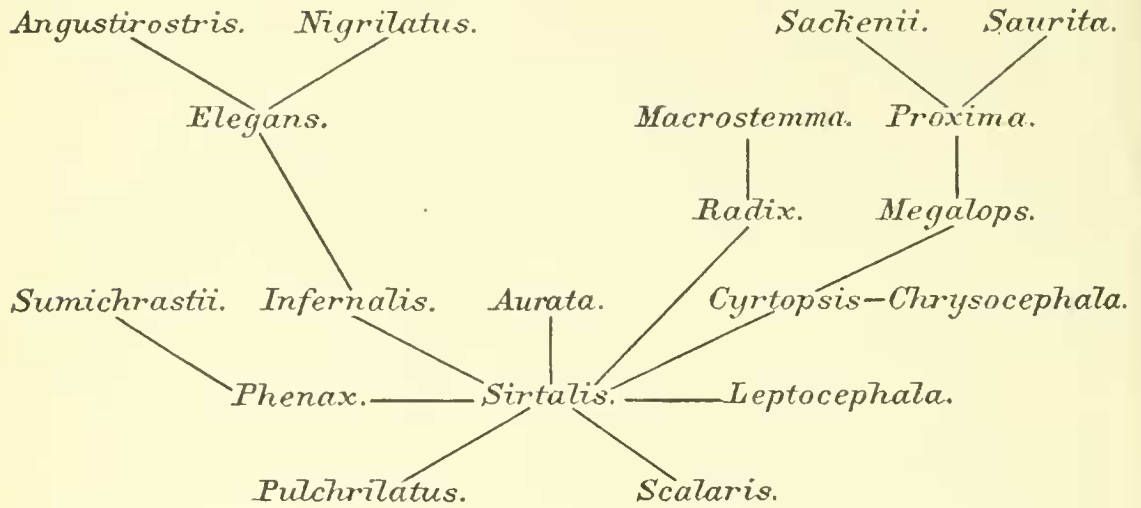 Angustirostris. Nigrilatus. Sackenii. Saurita.
Elegans. Macrostemma. Proxima.
Radix. Megalops.
Sumichrastii. Infernalis. Aurata. Cyrtopsis–Chrysocephala.
Phenax. Sirtalis. Leptocephala.
Pulchrilatus. Scalaris.